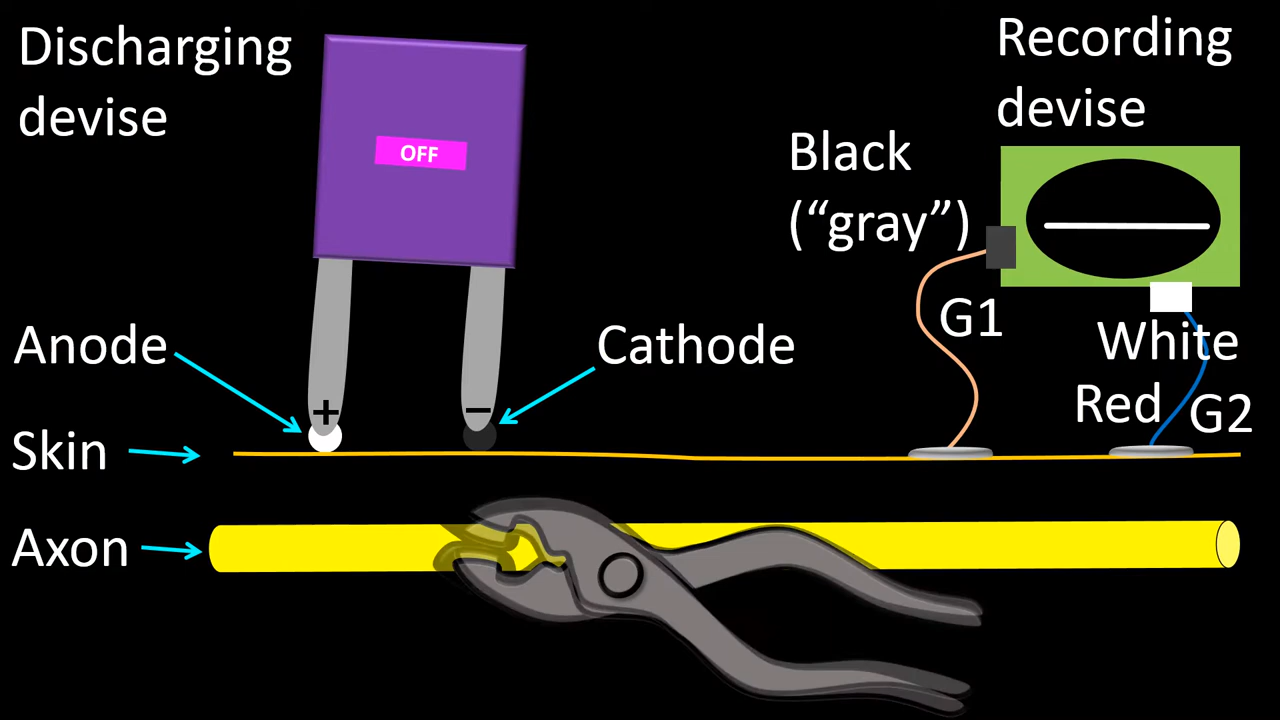 Discharging
devise
OFF
Recording
devise
Black
(“gray”)
G1
White
Red
G2
Anode
Cathode
+
−
Skin
Axon